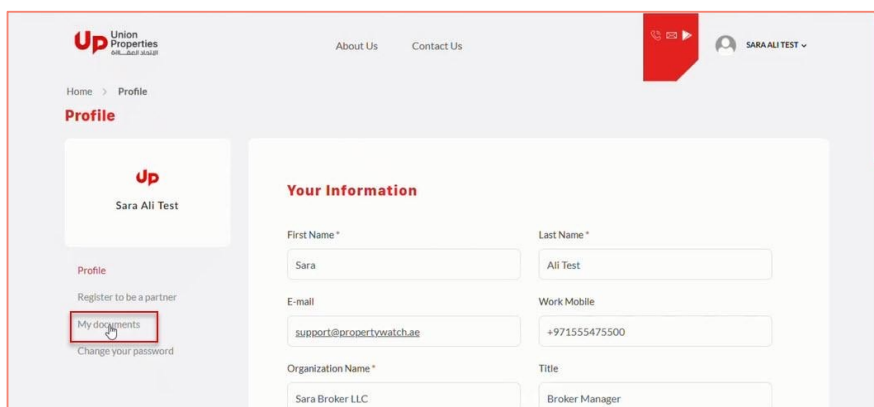 Up Union
Properties
About Us Contact Us
SARA ALI TEST
Home > Profile
Profile
Up
Sara Ali Test
Profile
Register to be a partner
My documents
Change your password
Your Information
First Name *
Last Name *
Sara
Ali Test
E-mail
Work Mobile
support@propertywatch.ae
+971555475500
Organization Name *
Title
Sara Broker LLC
Broker Manager